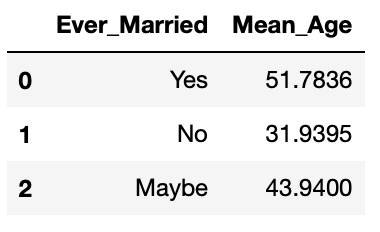 Ever_Married Mean_Age
0 Yes 51.7836
1 No 31.9395
2 Maybe 43.9400